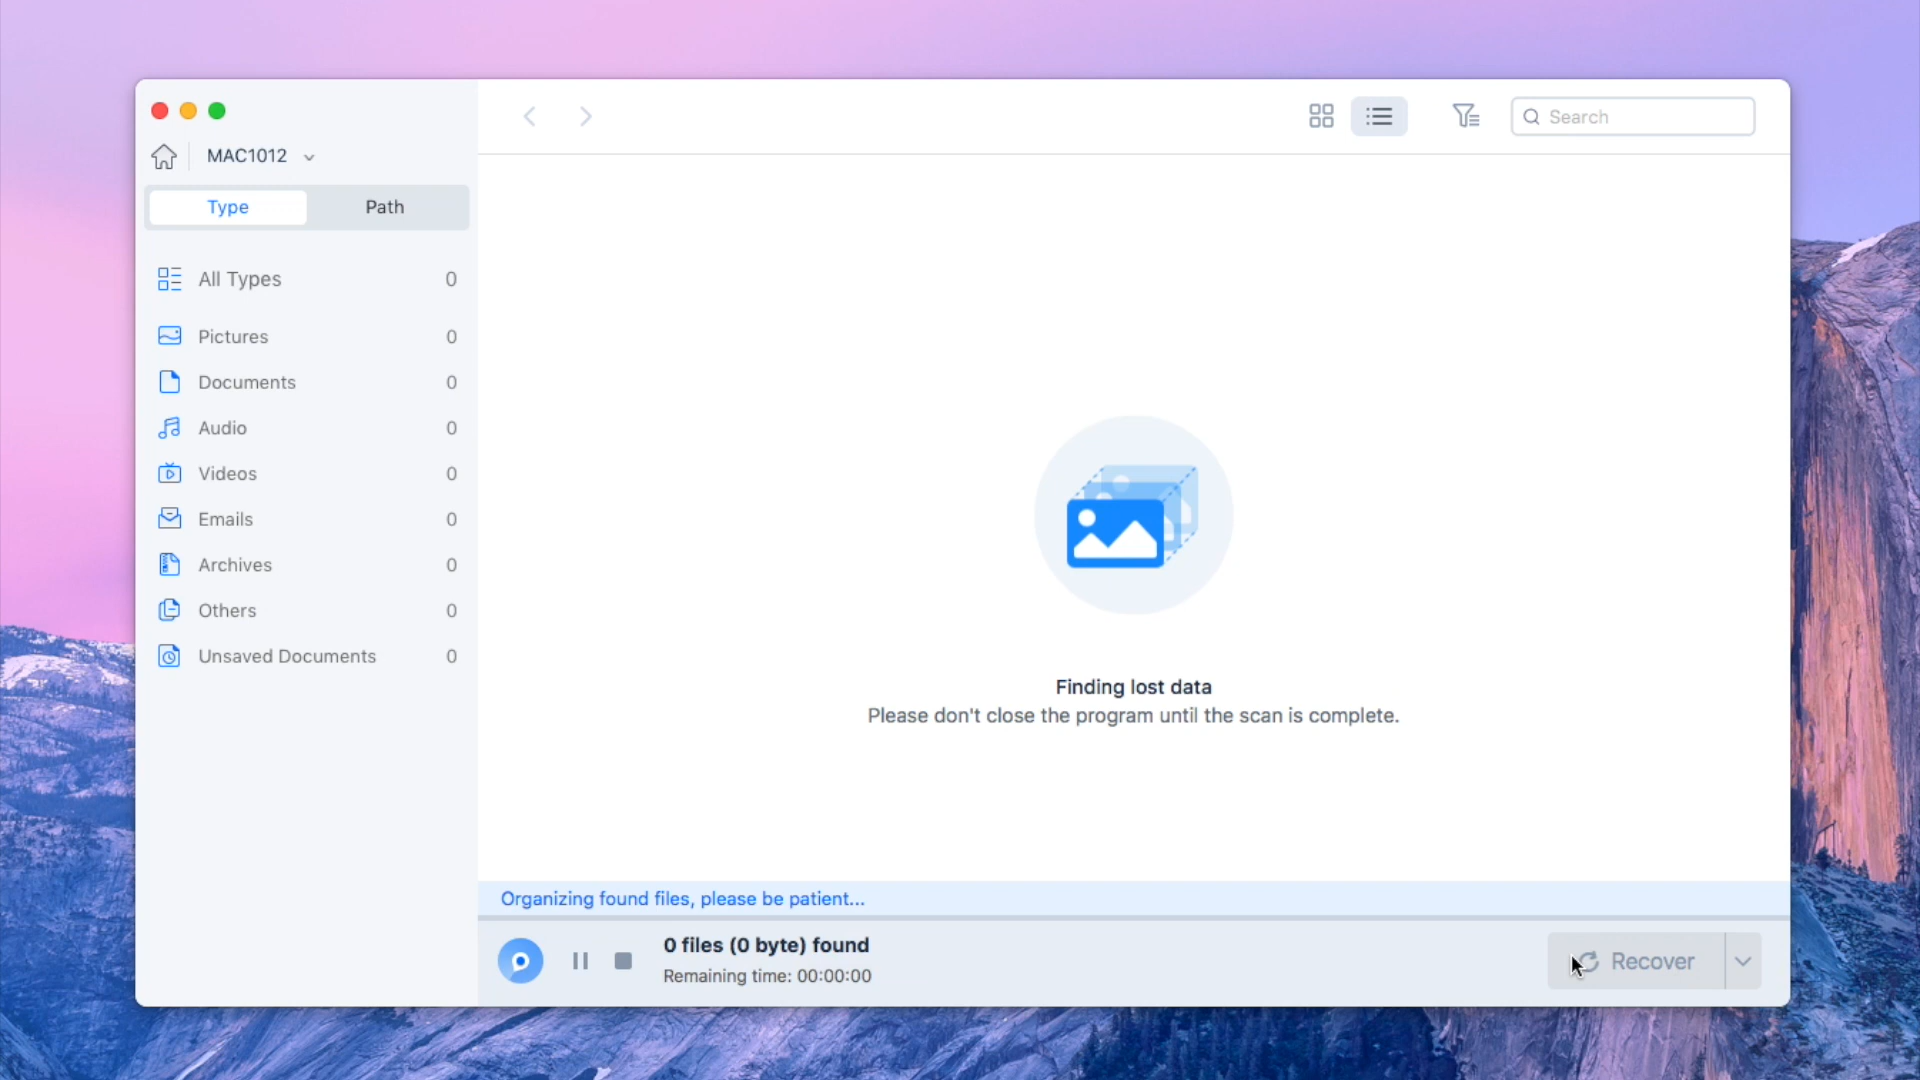 MAC1012
Type
Path
All Types 0
Pictures 0
Documents 0
Audio 0
Videos 0
Emails 0
Archives 0
Others 0
Unsaved Documents 0
Search
Finding lost data
Please don't close the program until the scan is complete.
Organizing found files, please be patient...
0 files (0 byte) found
Remaining time: 00:00:00
Recover